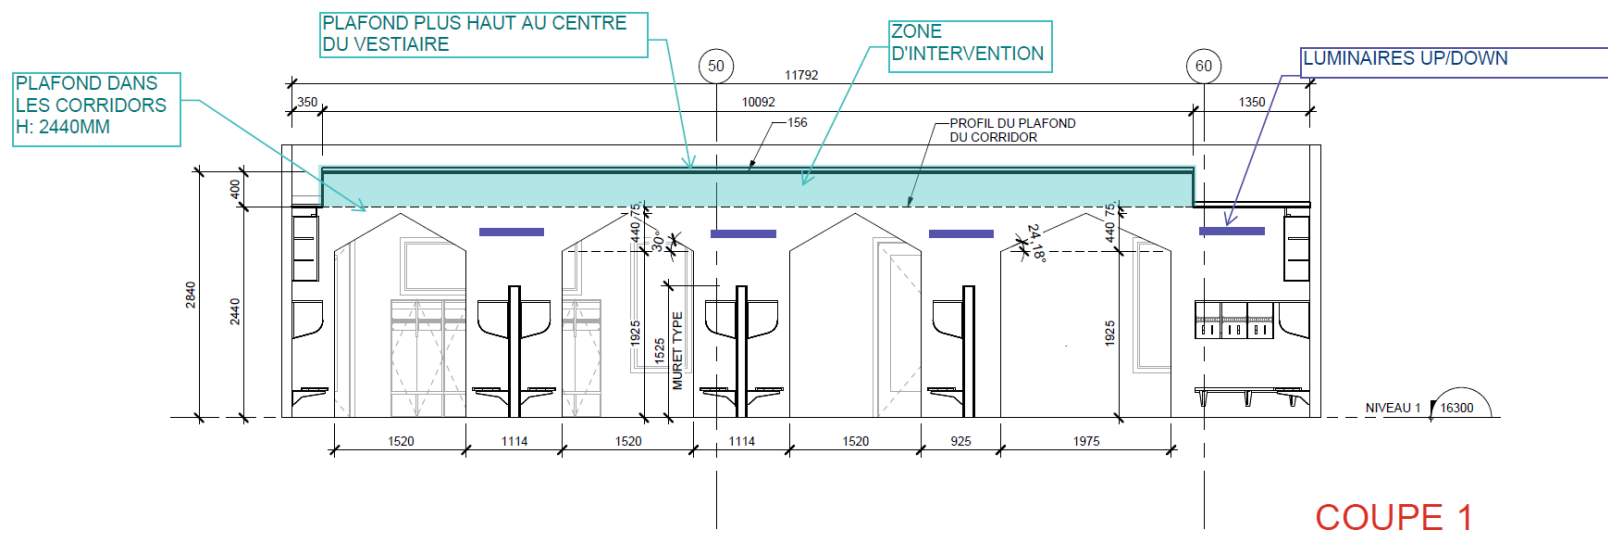 PLAFOND PLUS HAUT AU CENTRE
DU VESTIAIRE
ZONE
D'INTERVENTION
LUMINAIRES UP/DOWN
PLAFOND DANS
LES CORRIDORS
H: 2440MM
50
60
11792
350
10092
1350
156
PROFIL DU PLAFOND
DU CORRIDOR
400
2840
2440
75
440
30°
1925
1525
MURET TYPE
24,18°
75
440
1925
NIVEAU 1
16300
1520
1114
1520
1114
1520
925
1975
COUPE 1